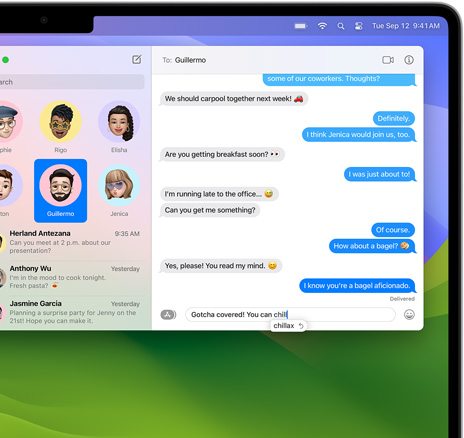 Tue Sep 12 9:41 AM
To: Guillermo
some of our coworkers. Thoughts?
We should carpool together next week! 🚗
Definitely.
I think Jenica would join us, too.
Are you getting breakfast soon? 👀
I was just about to!
I'm running late to the office... 😅
Can you get me something?
Of course.
How about a bagel? 🥯
Yes, please! You read my mind. 😋
I know you're a bagel aficionado.
Delivered
Gotcha covered! You can chill
chillax
arch
phie
Rigo
Elisha
ton
Guillermo
Jenica
Herland Antezana 9:35 AM
Can you meet at 2 p.m. about our
presentation?
Anthony Wu Yesterday
I'm in the mood to cook tonight.
Fresh pasta? 🍝
Jasmine Garcia Yesterday
Planning a surprise party for Jenny on the
21st! Hope you can make it.